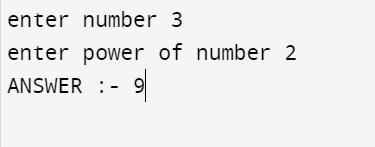 enter number 3
enter power of number 2
ANSWER :- 9